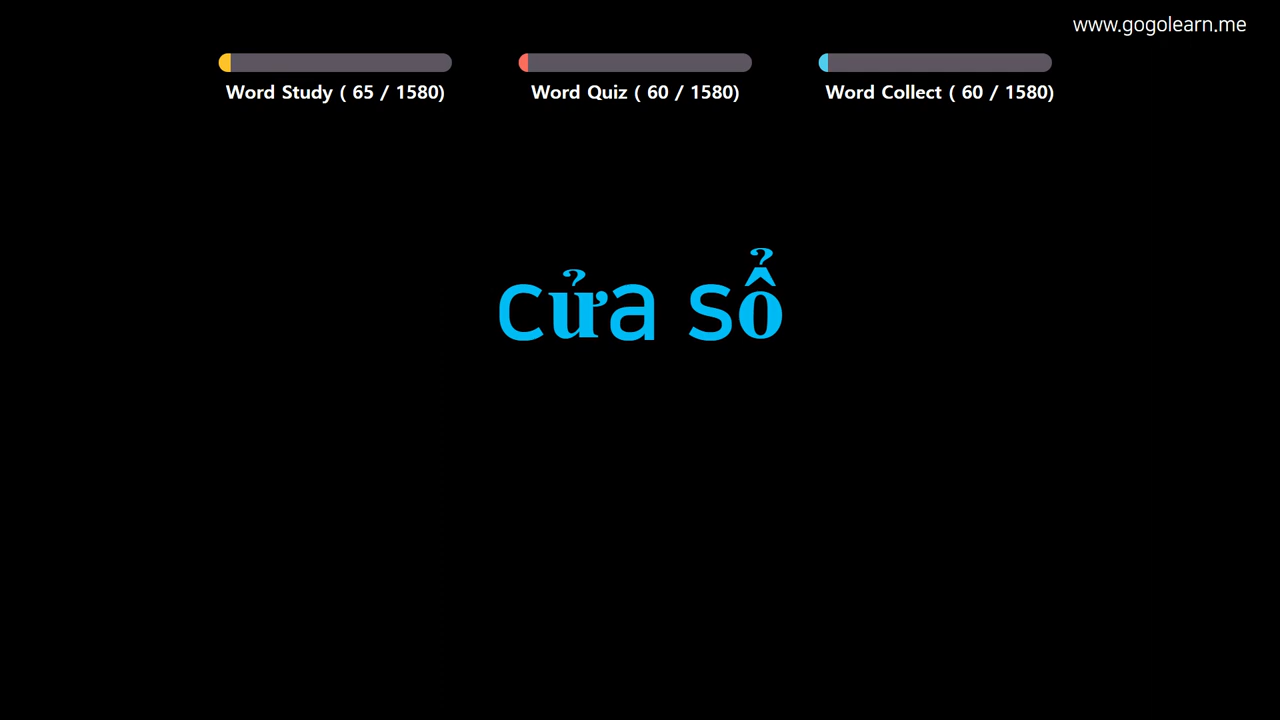 www.gogolearn.me
Word Study ( 65 / 1580)
Word Quiz ( 60 / 1580)
Word Collect ( 60 / 1580)
cửa sổ